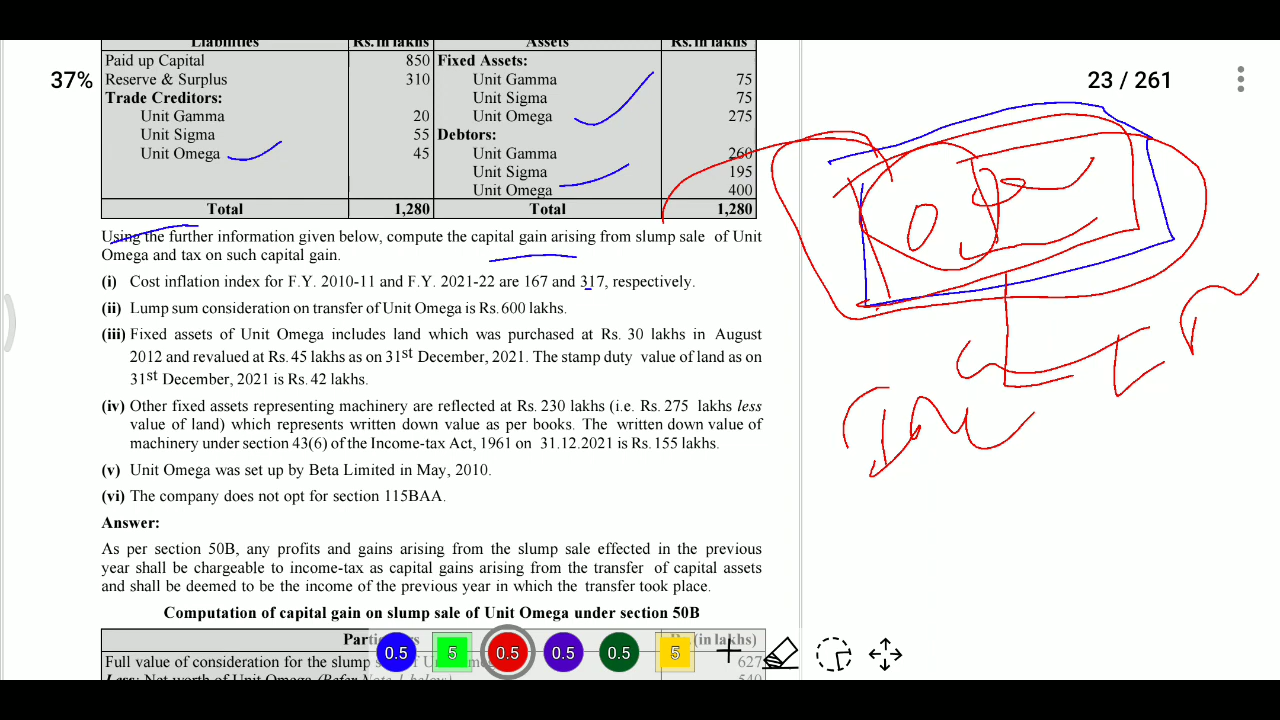 Liabilities Rs. in lakhs Assets Rs. in lakhs
Paid up Capital 850 Fixed Assets:
37% Reserve & Surplus 310 Unit Gamma 75 23 / 261
Trade Creditors: Unit Sigma 75
Unit Gamma 20 Unit Omega 275
Unit Sigma 55 Debtors:
Unit Omega 45 Unit Gamma 260
Unit Sigma 195
Unit Omega 400
Total 1,280 Total 1,280
Using the further information given below, compute the capital gain arising from slump sale of Unit
Omega and tax on such capital gain.
(i) Cost inflation index for F.Y. 2010-11 and F.Y. 2021-22 are 167 and 317, respectively.
(ii) Lump sum consideration on transfer of Unit Omega is Rs. 600 lakhs.
(iii) Fixed assets of Unit Omega includes land which was purchased at Rs. 30 lakhs in August
2012 and revalued at Rs. 45 lakhs as on 31st December, 2021. The stamp duty value of land as on
31st December, 2021 is Rs. 42 lakhs.
(iv) Other fixed assets representing machinery are reflected at Rs. 230 lakhs (i.e. Rs. 275 lakhs less
value of land) which represents written down value as per books. The written down value of
machinery under section 43(6) of the Income-tax Act, 1961 on 31.12.2021 is Rs. 155 lakhs.
(v) Unit Omega was set up by Beta Limited in May, 2010.
(vi) The company does not opt for section 115BAA.
Answer:
As per section 50B, any profits and gains arising from the slump sale effected in the previous
year shall be chargeable to income-tax as capital gains arising from the transfer of capital assets
and shall be deemed to be the income of the previous year in which the transfer took place.
Computation of capital gain on slump sale of Unit Omega under section 50B
(in lakhs)
Full value of consideration for the slump 627
0.5 5 0.5 0.5 0.5 5
Less: Net worth of Unit Omega (Refer Note 1 below) 540